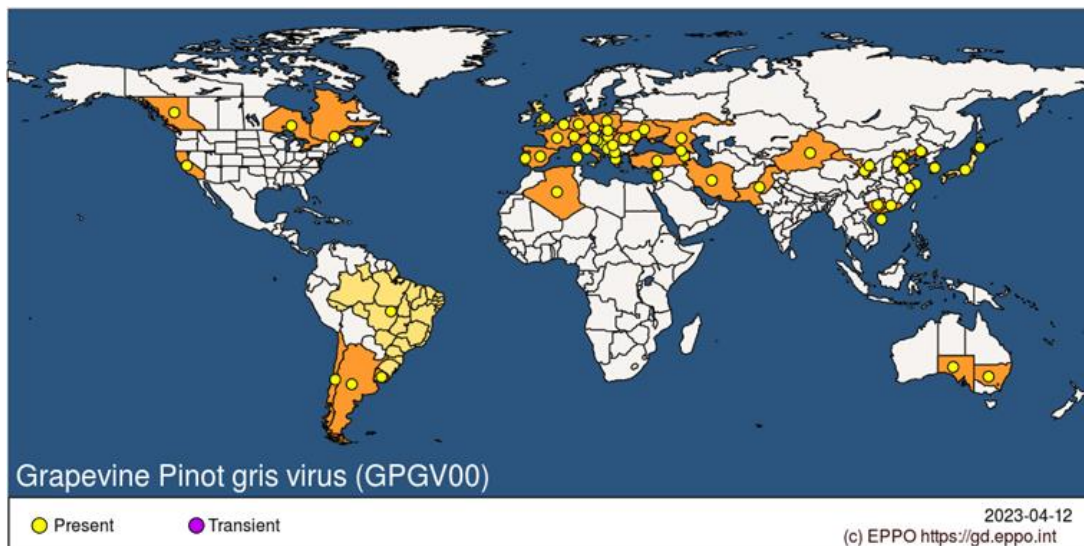 Grapevine Pinot gris virus (GPGV00)
Present
Transient
2023-04-12
(c) EPPO https://gd.eppo.int